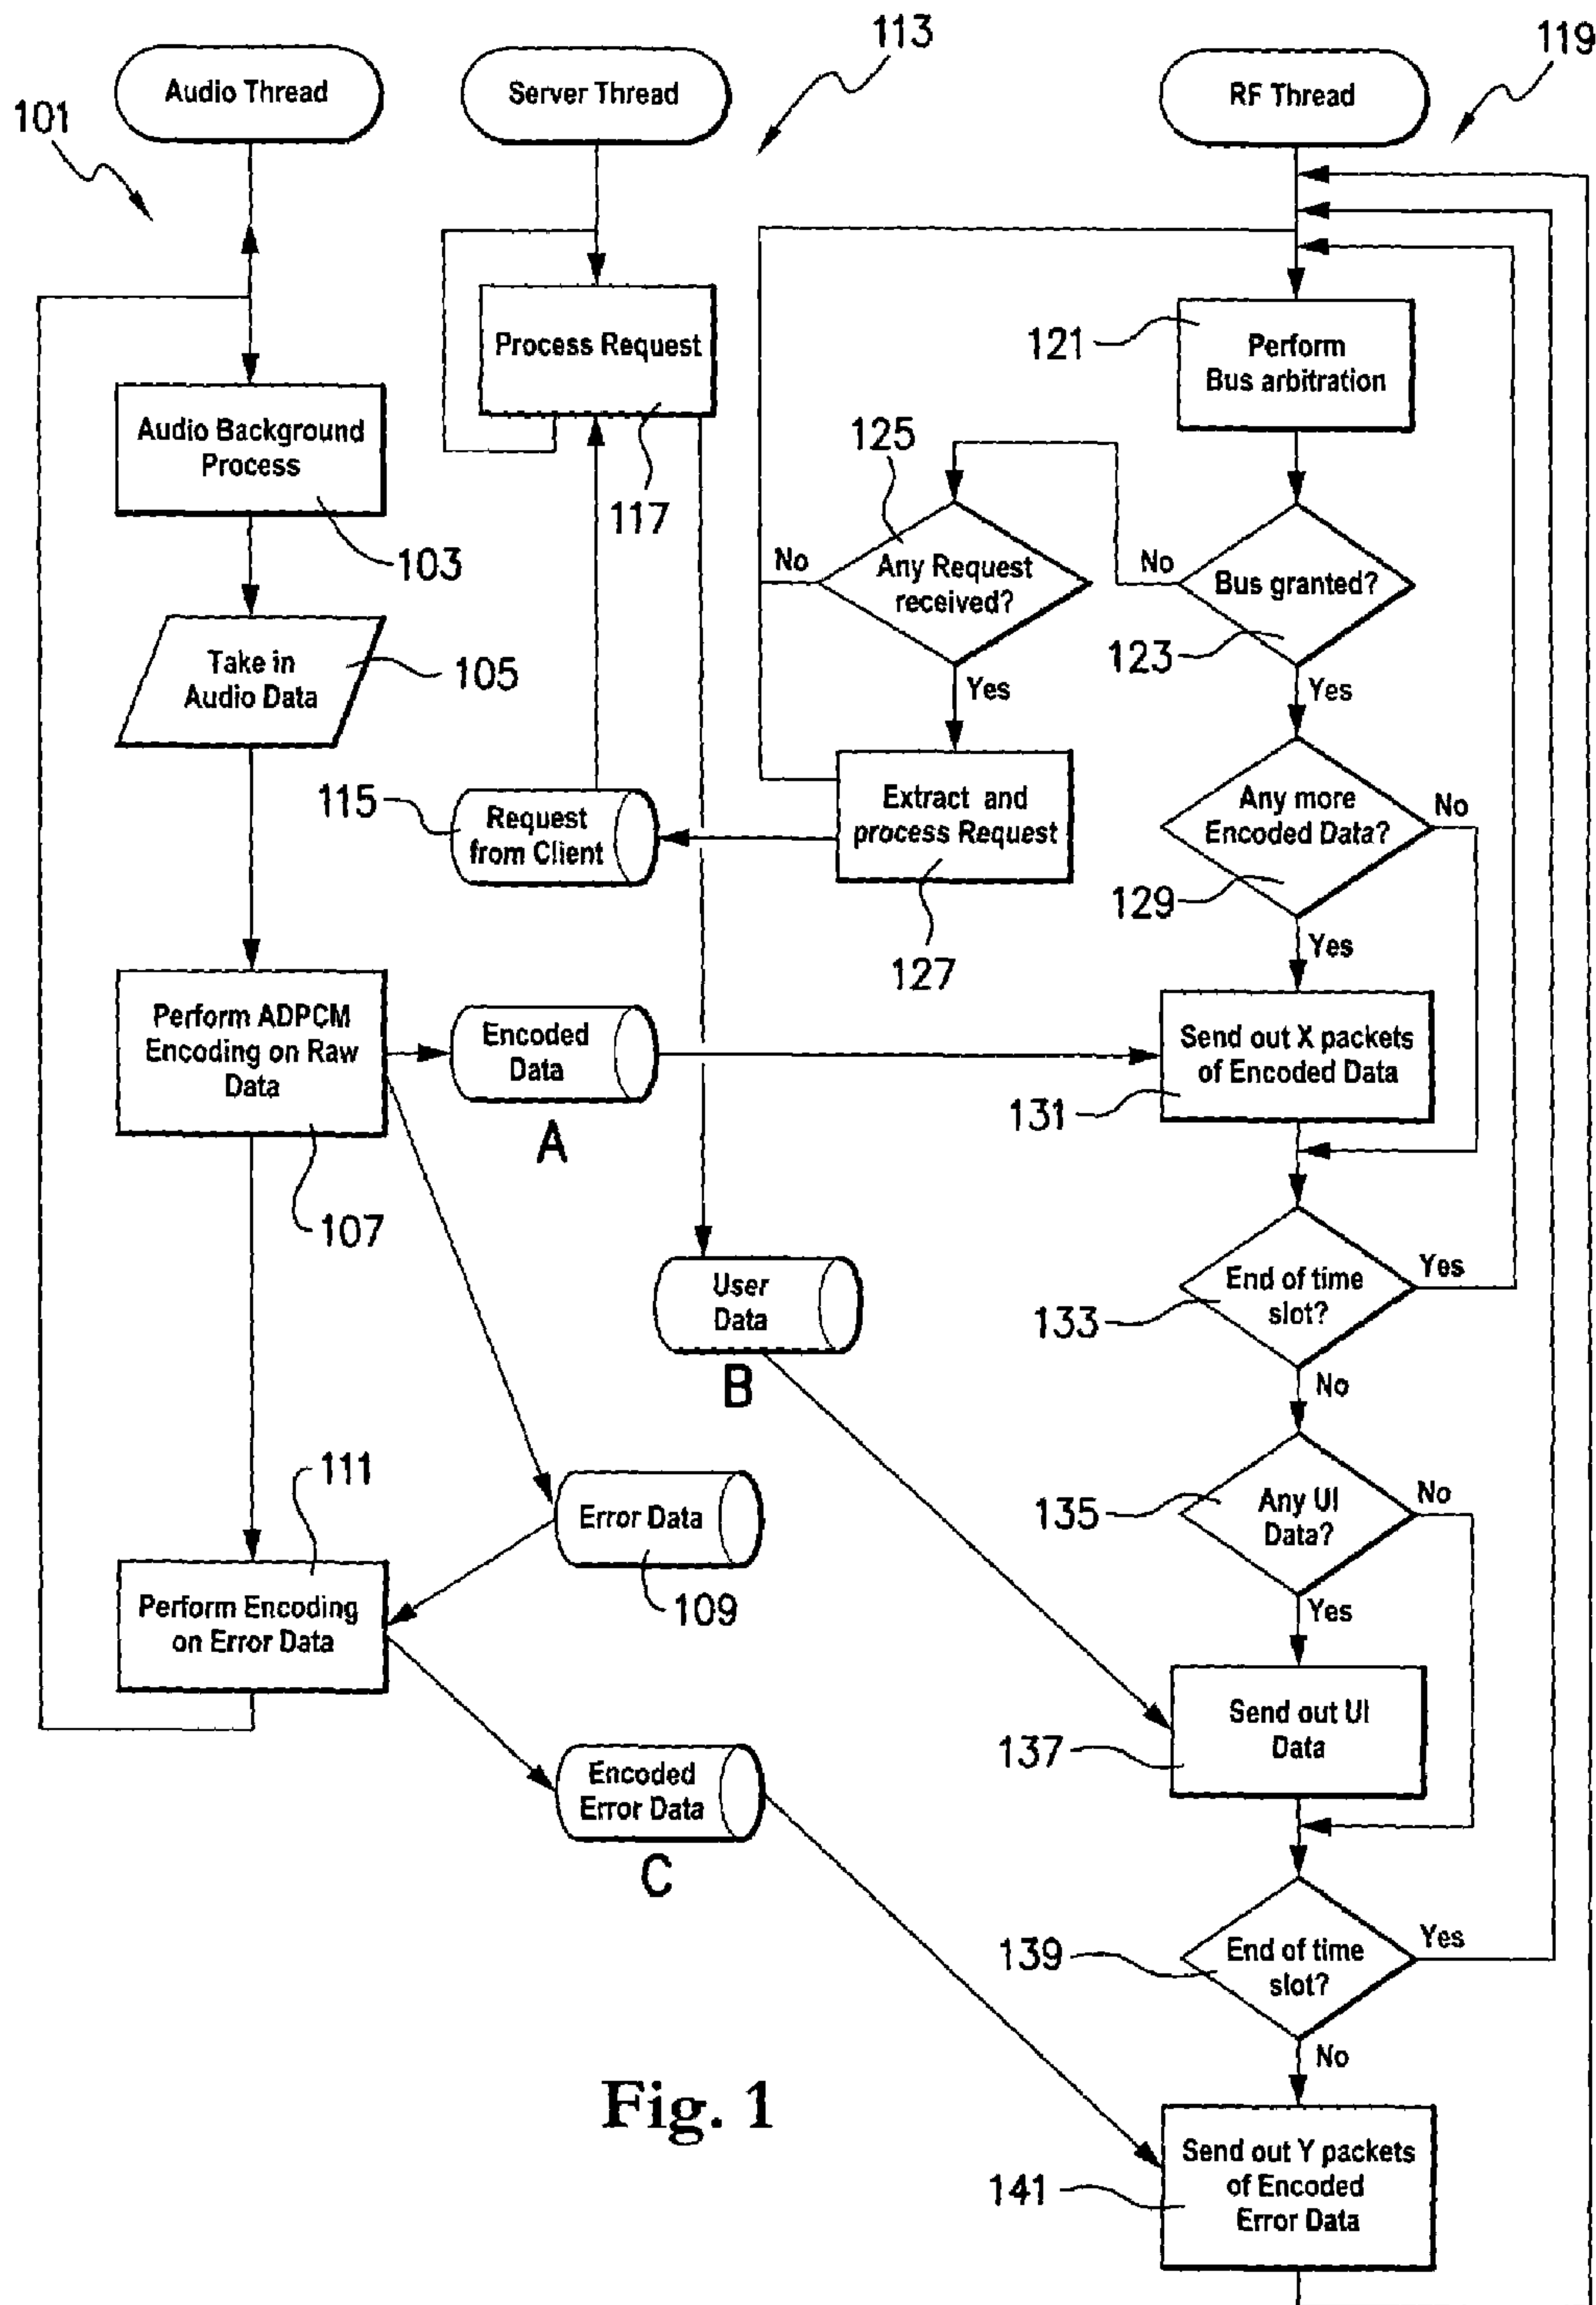 113
119
Audio Thread
Server Thread
RF Thread
101
Process Request
121
Perform
Bus arbitration
Audio Background
Process
125
117
103
No
Any Request
received?
No
Bus granted?
123
Take in
Audio Data
105
Yes
Yes
115
Request
from Client
Extract and
process Request
Any more
Encoded Data?
No
129
127
Yes
Perform ADPCM
Encoding on Raw
Data
Encoded
Data
Send out X packets
of Encoded Data
131
A
107
User
Data
End of time
slot?
Yes
133
B
No
111
Error Data
135
Any UI
Data?
No
109
Perform Encoding
on Error Data
Yes
Send out UI
Data
137
Encoded
Error Data
C
139
End of time
slot?
Yes
No
Fig. 1
Send out Y packets
of Encoded
Error Data
141